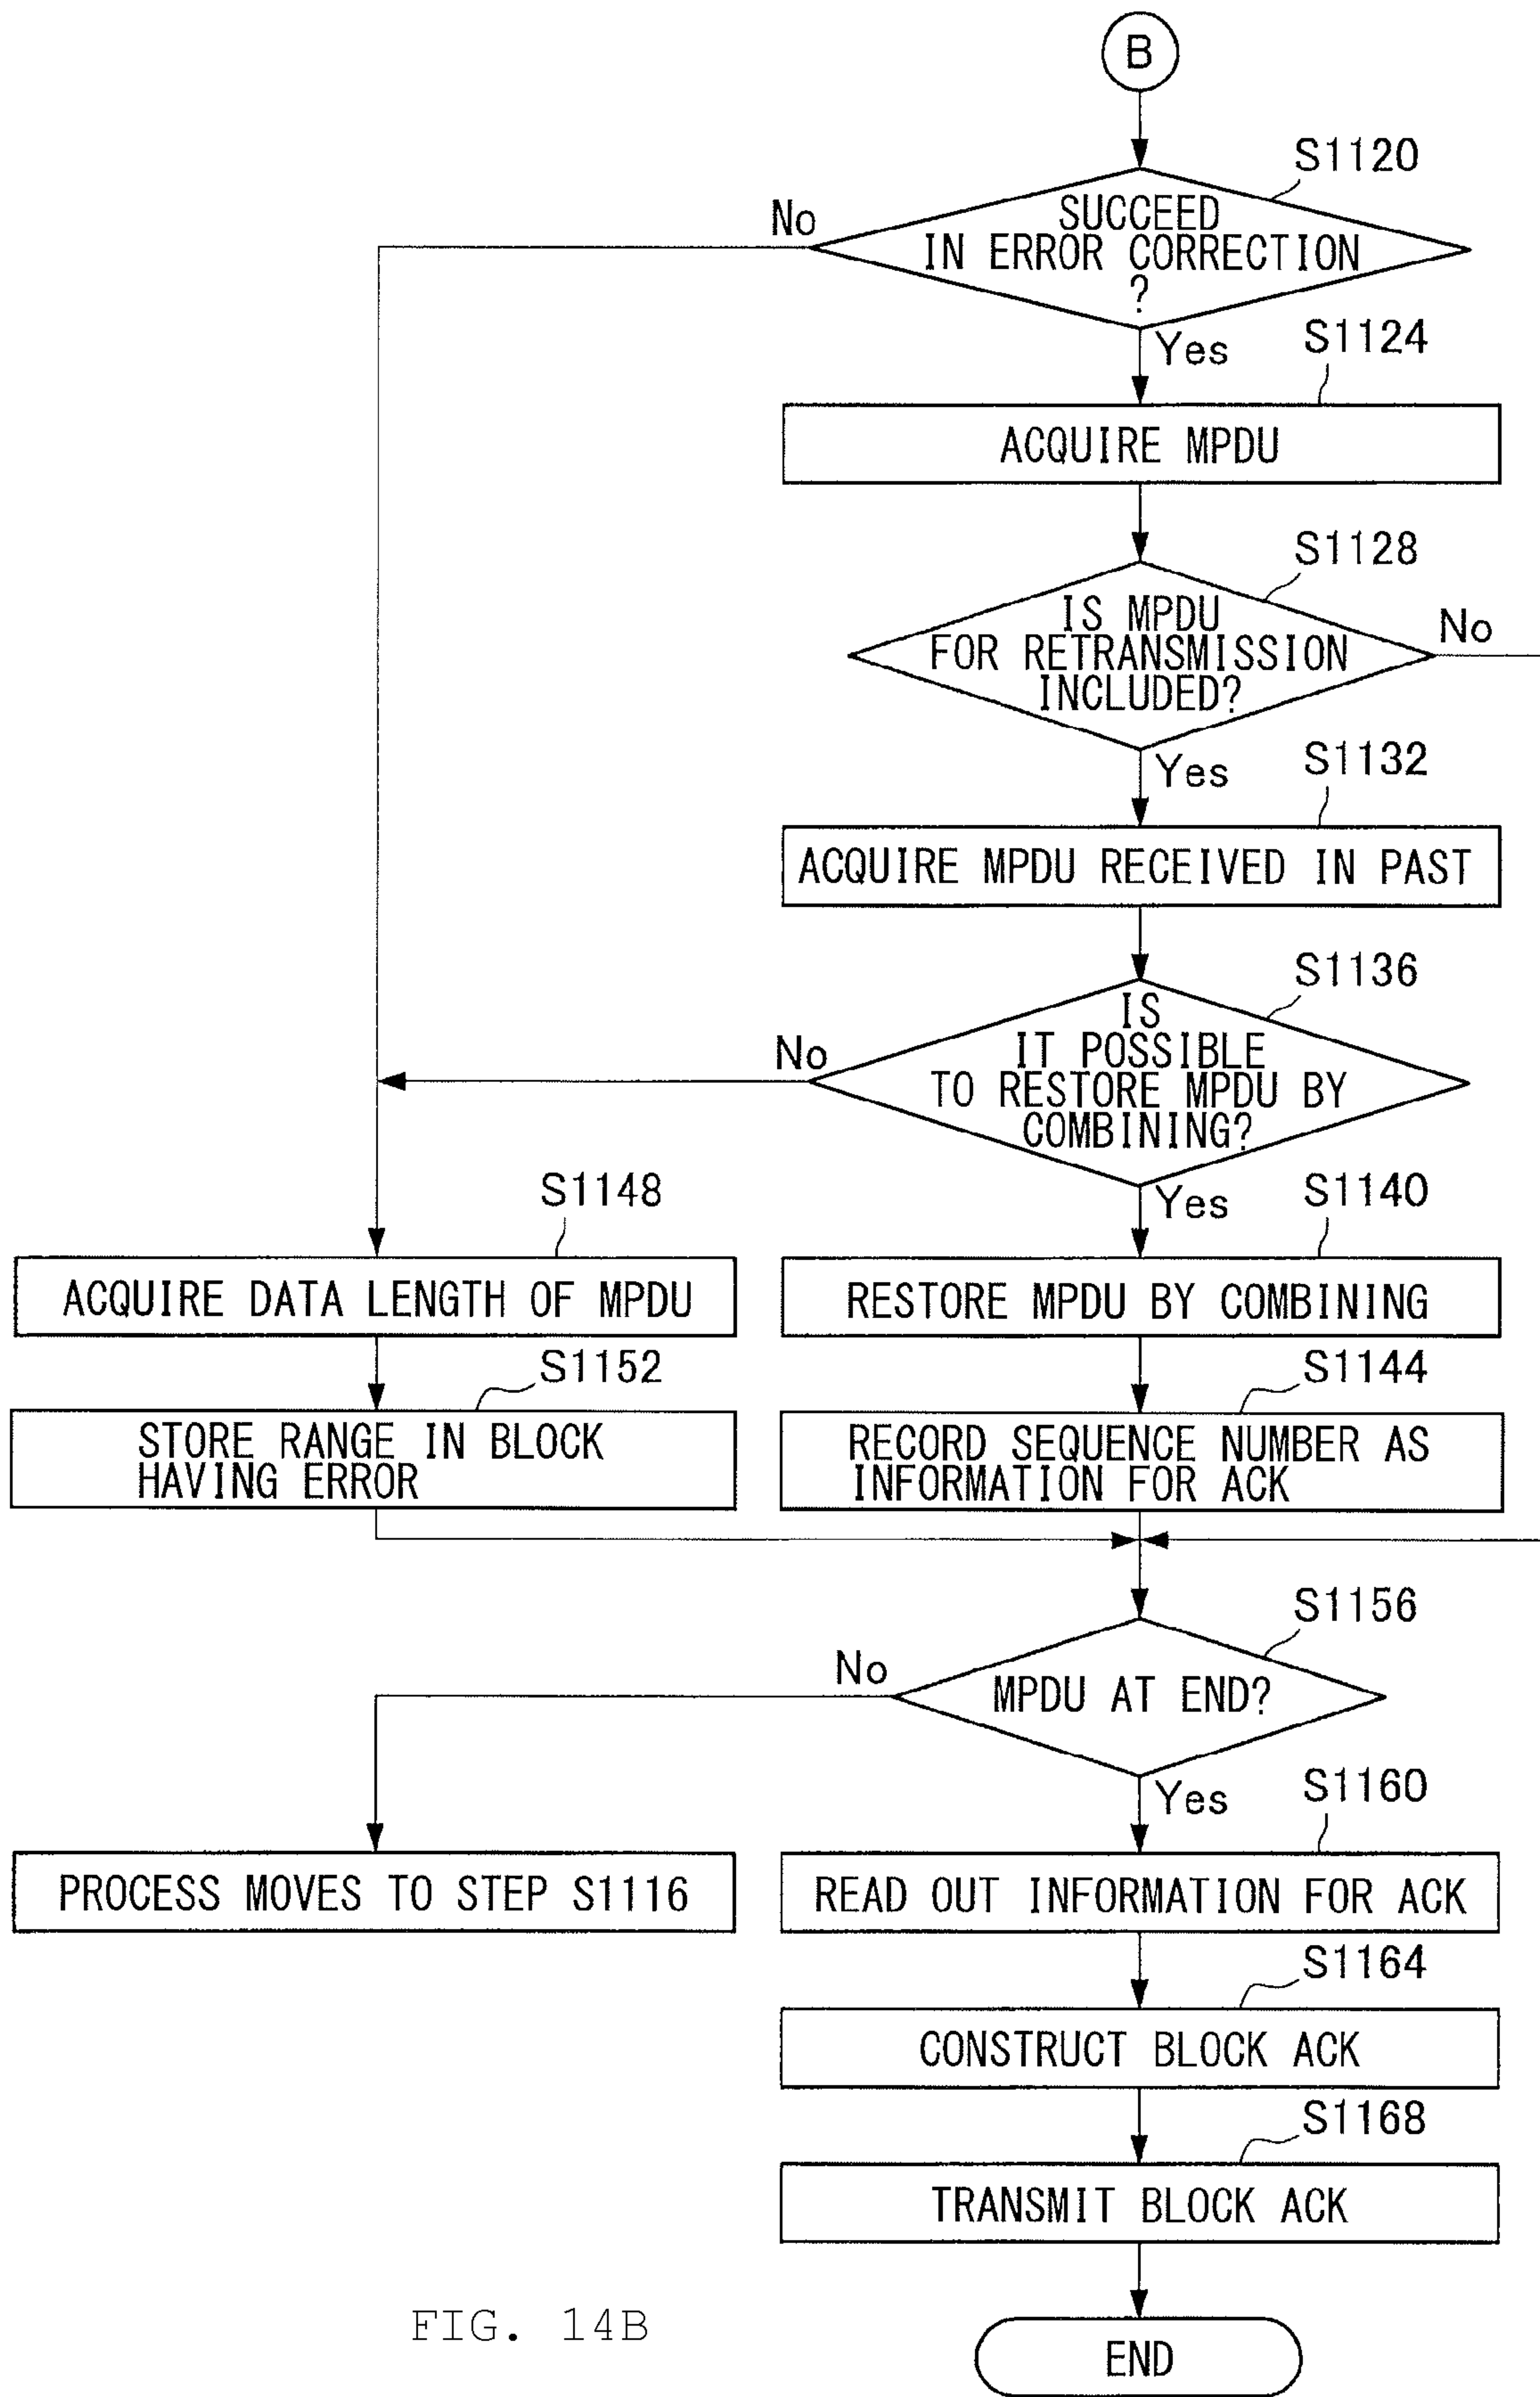 B
S1120
No
SUCCEED
IN ERROR CORRECTION
?
Yes
S1124
ACQUIRE MPDU
S1128
IS MPDU
FOR RETRANSMISSION
INCLUDED?
No
Yes
S1132
ACQUIRE MPDU RECEIVED IN PAST
S1136
IS
IT POSSIBLE
TO RESTORE MPDU BY
COMBINING?
No
Yes
S1148
S1140
ACQUIRE DATA LENGTH OF MPDU
RESTORE MPDU BY COMBINING
S1152
S1144
STORE RANGE IN BLOCK
HAVING ERROR
RECORD SEQUENCE NUMBER AS
INFORMATION FOR ACK
S1156
No
MPDU AT END?
Yes
S1160
PROCESS MOVES TO STEP S1116
READ OUT INFORMATION FOR ACK
S1164
CONSTRUCT BLOCK ACK
S1168
TRANSMIT BLOCK ACK
FIG. 14B
END